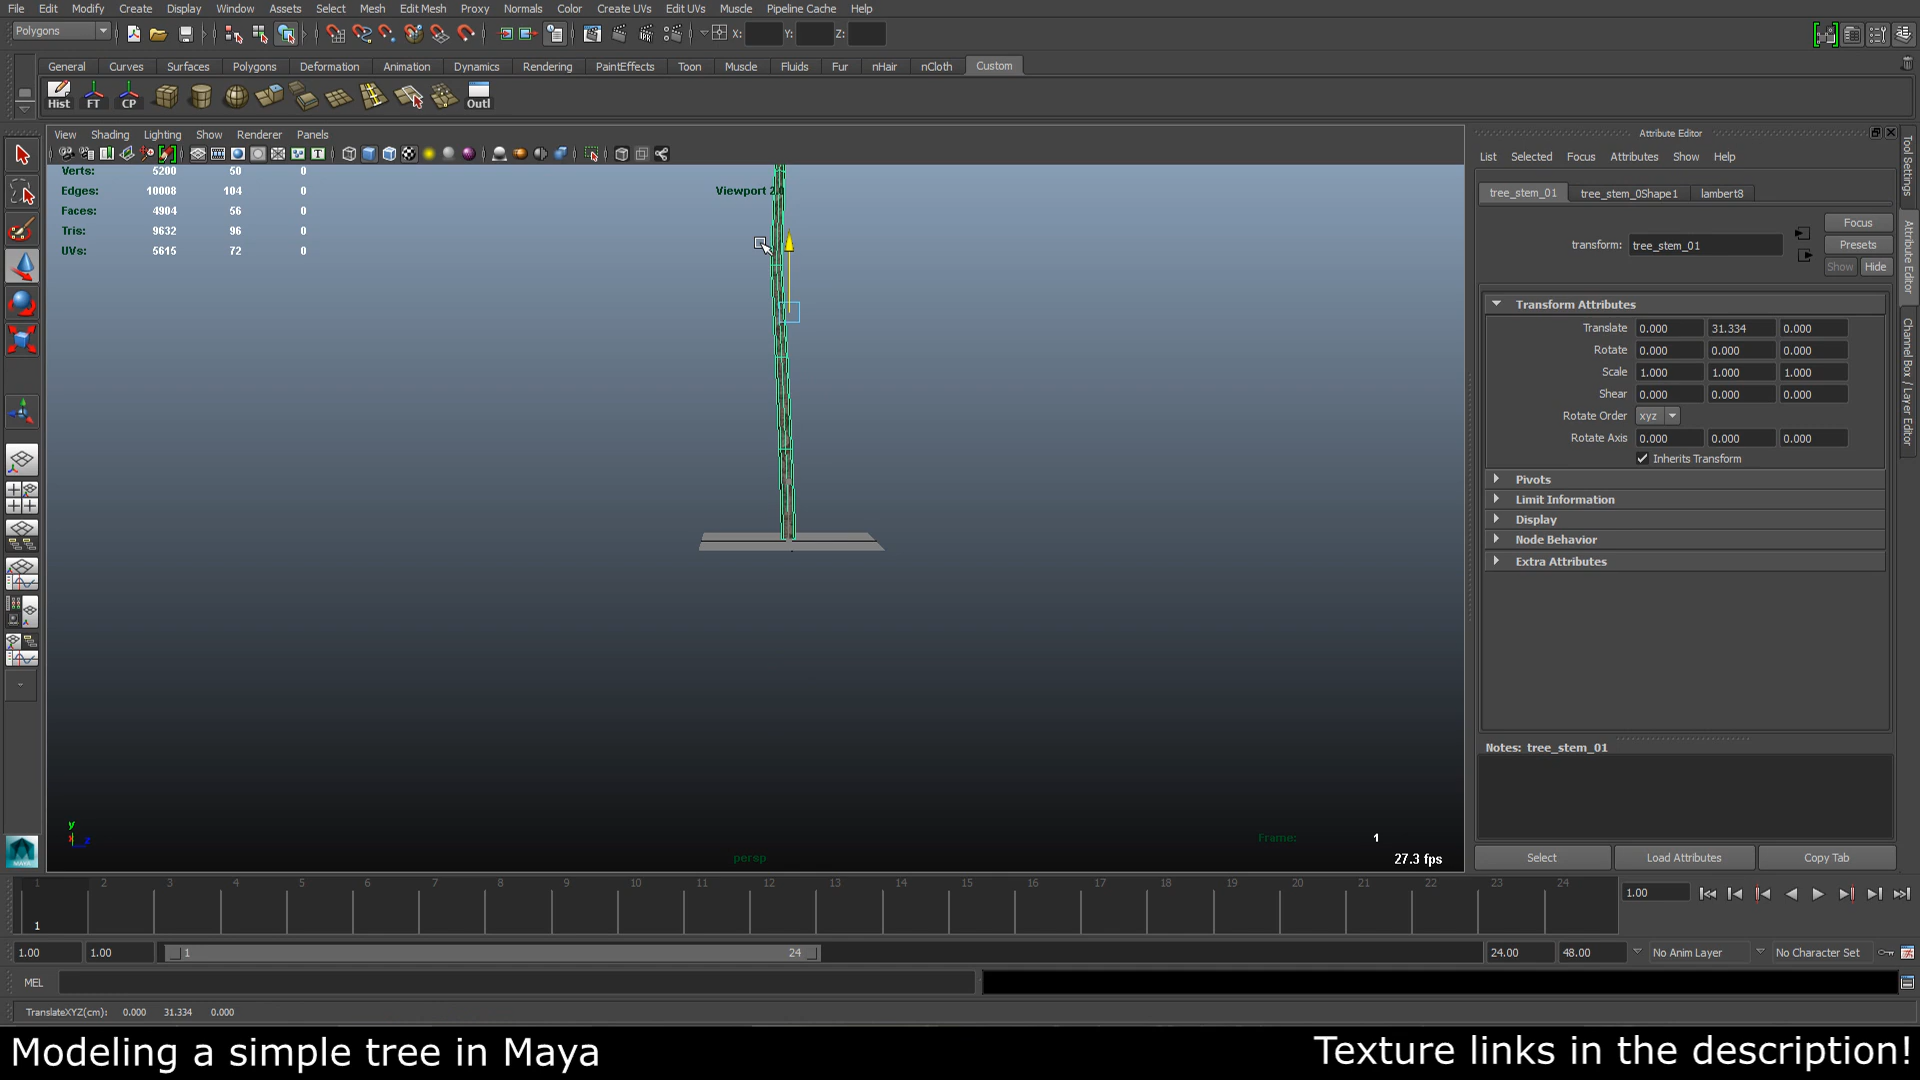 File Edit Modify Create Display Window Assets Select Mesh Edit Mesh Proxy Normals Color Create UVs Edit UVs Muscle Pipeline Cache Help
Polygons X: Y: Z:
General Curves Surfaces Polygons Deformation Animation Dynamics Rendering PaintEffects Toon Muscle Fluids Fur nHair nCloth Custom
Hist FT CP Outl
View Shading Lighting Show Renderer Panels
Verts: 5200 50 0
Edges: 10008 104 0
Faces: 4904 56 0
Tris: 9632 96 0
UVs: 5615 72 0
Viewport 2.0
y
z
persp
Frame: 1
27.3 fps
Attribute Editor
List Selected Focus Attributes Show Help
tree_stem_01 tree_stem_0Shape1 lambert8
transform: tree_stem_01
Focus
Presets
Show Hide
Transform Attributes
Translate 0.000 31.334 0.000
Rotate 0.000 0.000 0.000
Scale 1.000 1.000 1.000
Shear 0.000 0.000 0.000
Rotate Order xyz
Rotate Axis 0.000 0.000 0.000
Inherits Transform
Pivots
Limit Information
Display
Node Behavior
Extra Attributes
Notes: tree_stem_01
Select Load Attributes Copy Tab
Tool Settings
Attribute Editor
Channel Box / Layer Editor
1 2 3 4 5 6 7 8 9 10 11 12 13 14 15 16 17 18 19 20 21 22 23 24
1
1.00
1.00 1.00 1 24 24.00 48.00 No Anim Layer No Character Set
MEL
TranslateXYZ(cm): 0.000 31.334 0.000
Modeling a simple tree in Maya
Texture links in the description!